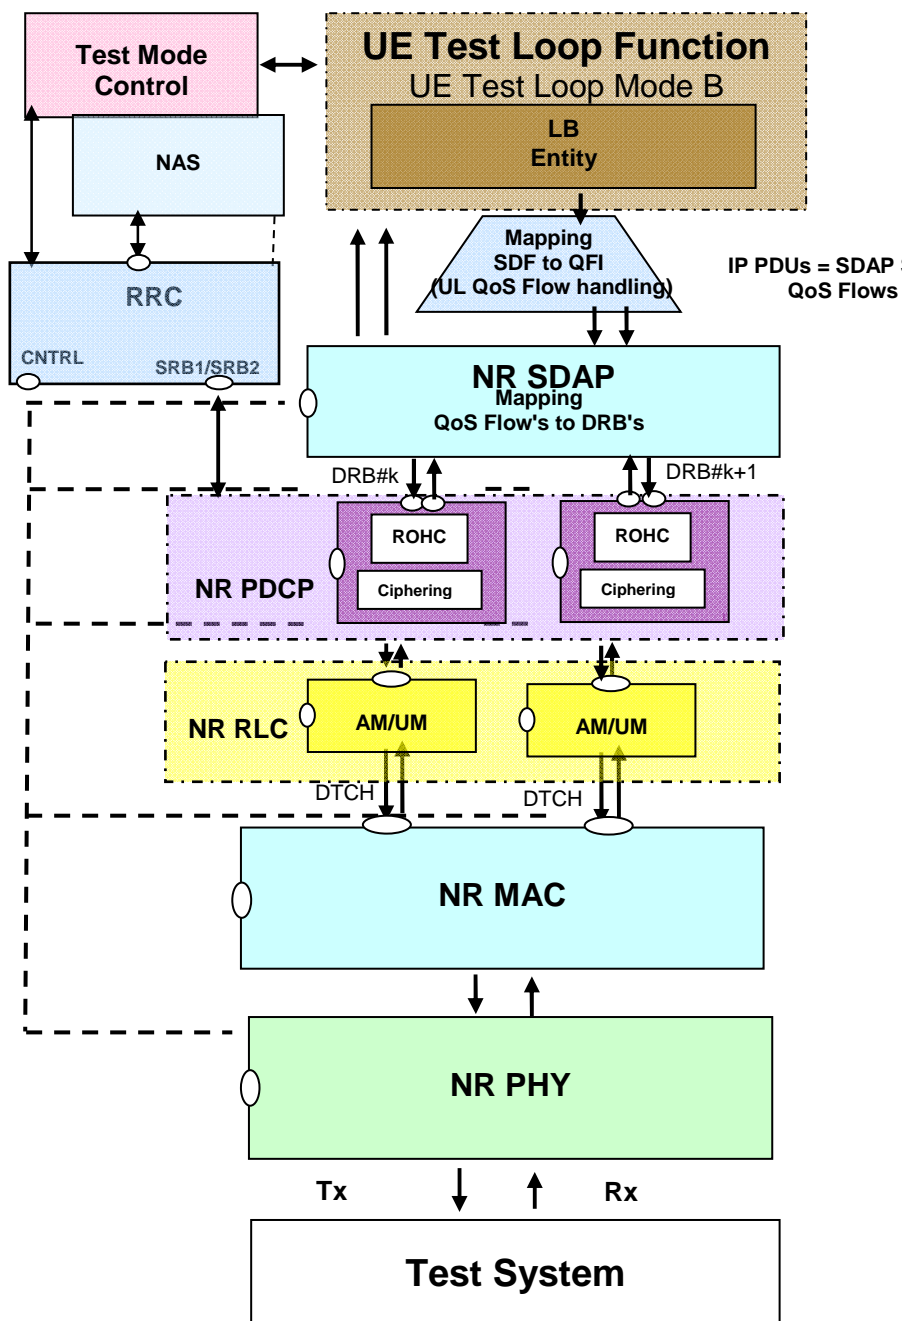 Test Mode
Control
UE Test Loop Function
UE Test Loop Mode B
LB
Entity
NAS
Mapping
SDF to QFI
(UL QoS Flow handling)
IP PDUs = SDAP
QoS Flows
RRC
CNTRL
SRB1/SRB2
NR SDAP
Mapping
QoS Flow's to DRB's
DRB#k
DRB#k+1
ROHC
ROHC
Ciphering
Ciphering
NR PDCP
NR RLC
AM/UM
AM/UM
DTCH
DTCH
NR MAC
NR PHY
Tx
Rx
Test System